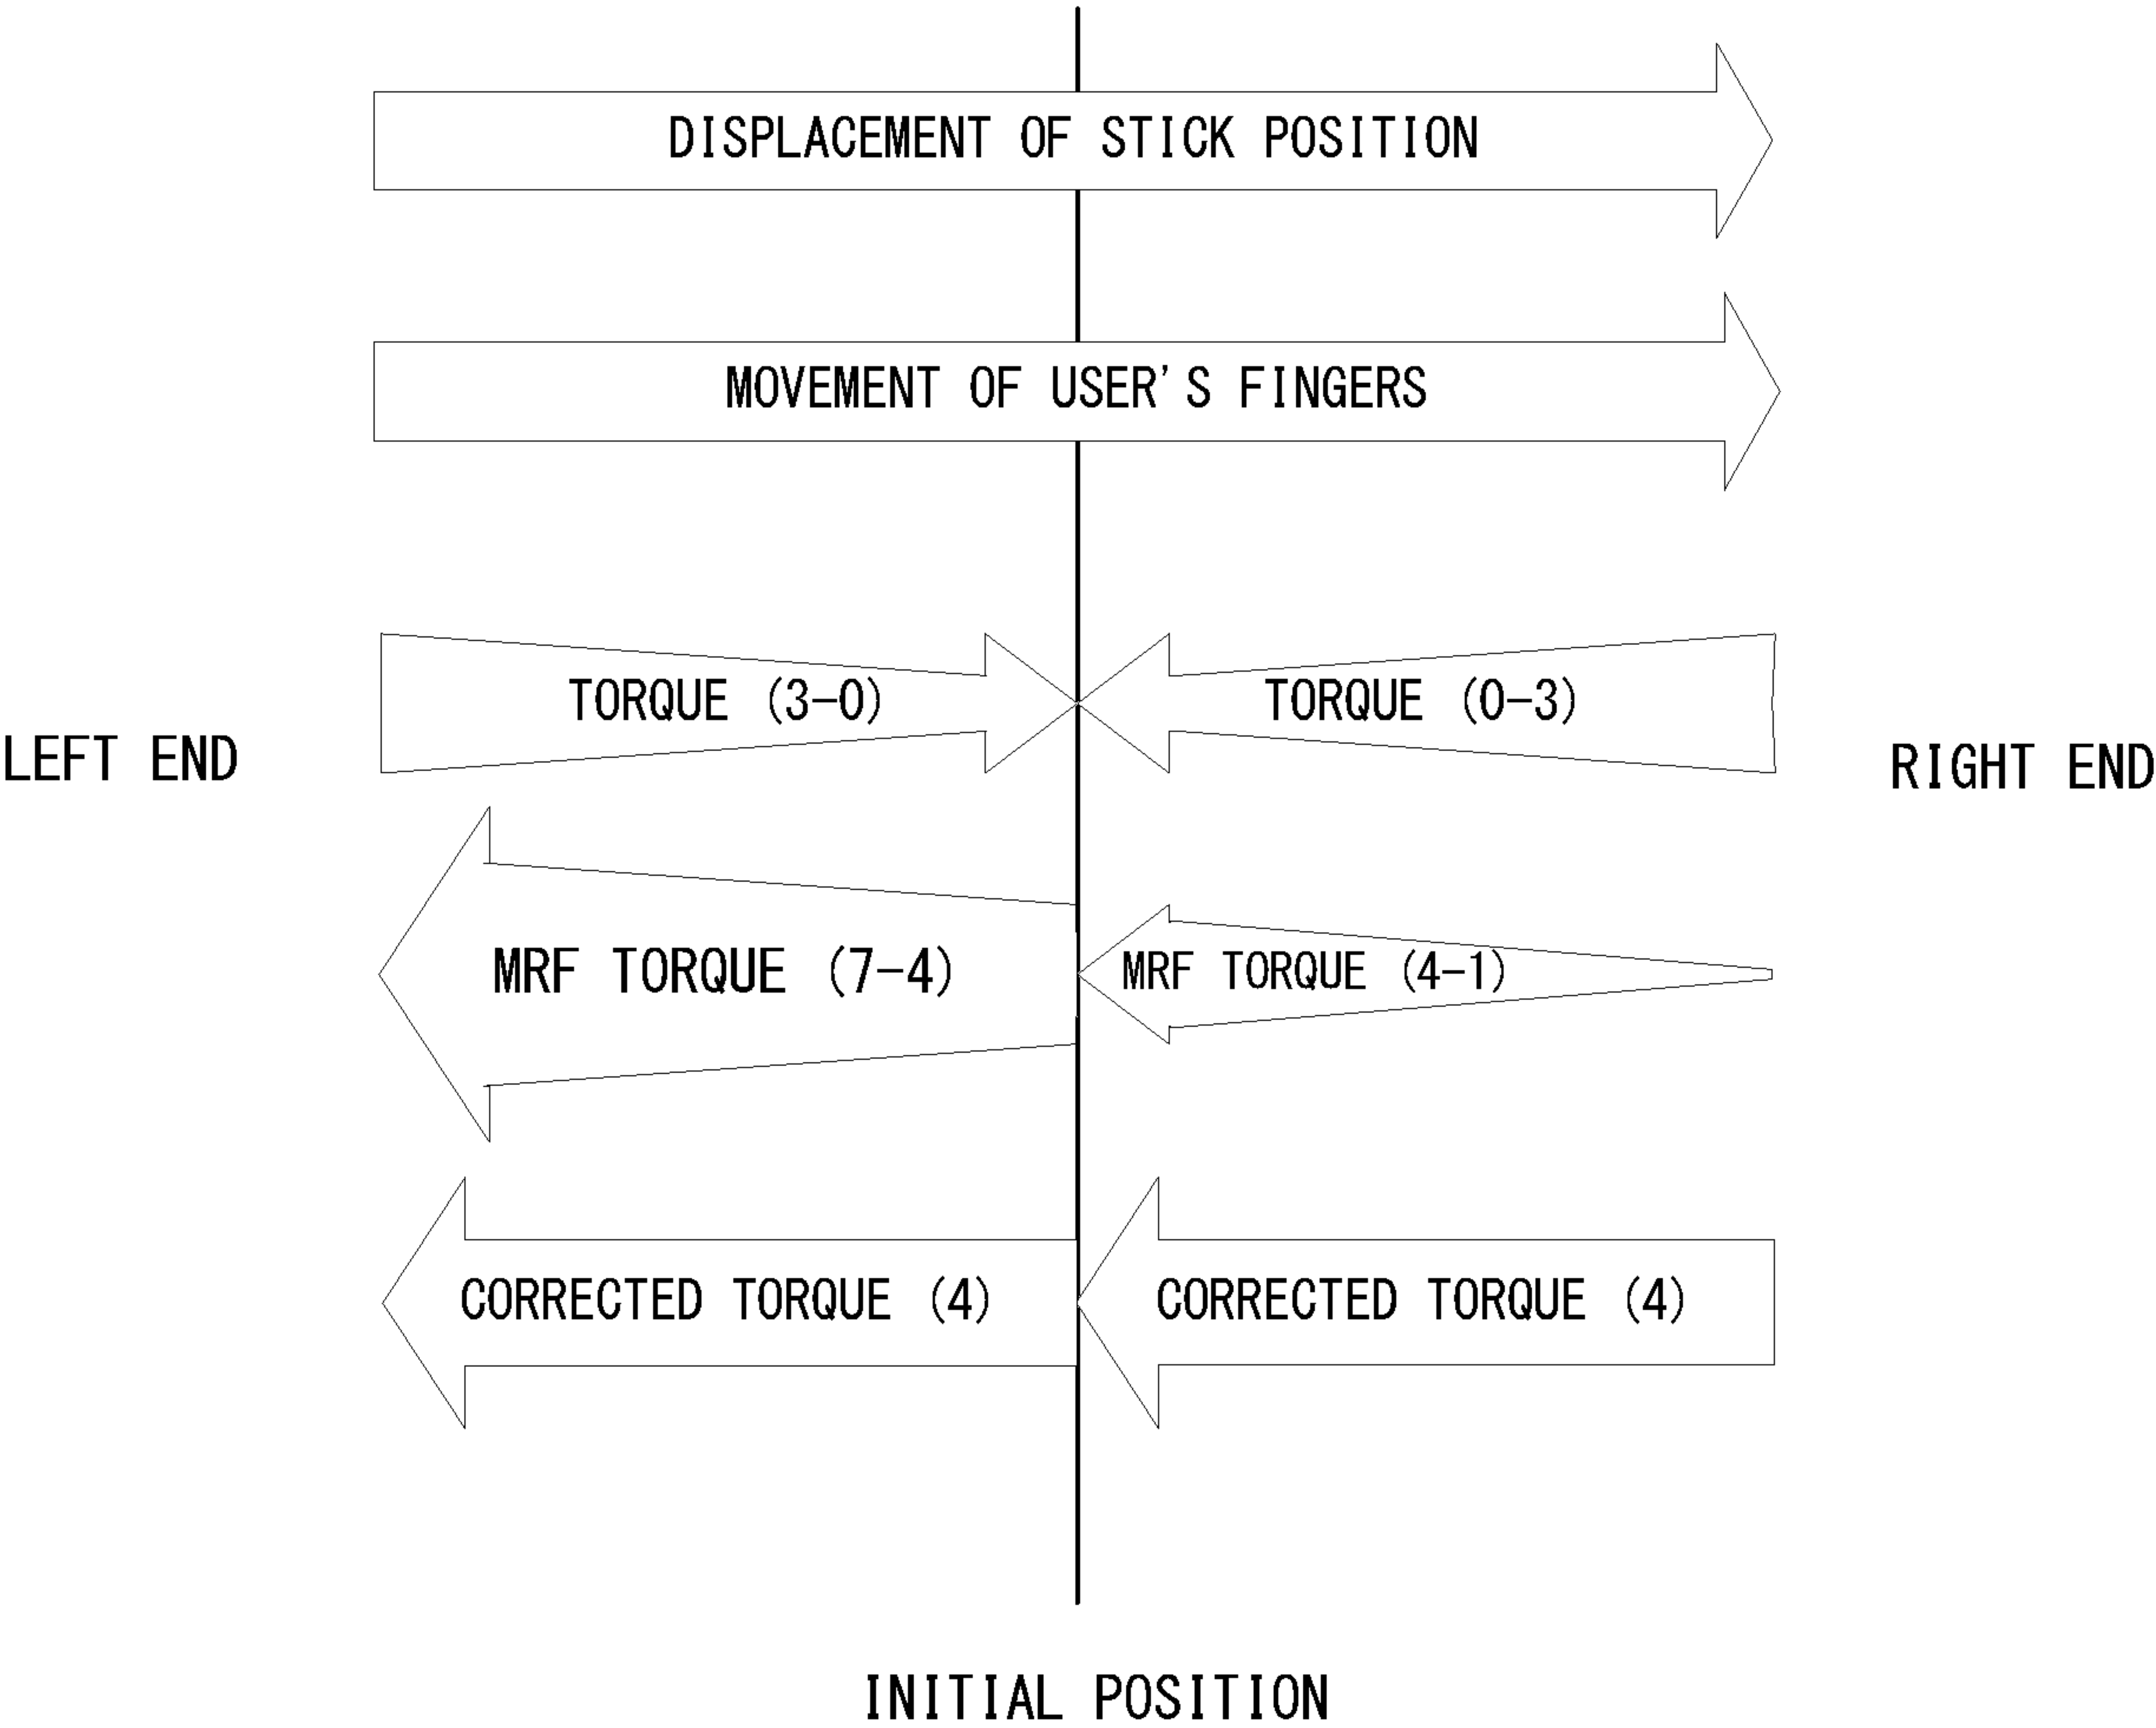 DISPLACEMENT OF STICK POSITION
MOVEMENT OF USER'S FINGERS
TORQUE (3-0)
TORQUE (0-3)
LEFT END
RIGHT END
MRF TORQUE (7-4)
MRF TORQUE (4-1)
CORRECTED TORQUE (4)
CORRECTED TORQUE (4)
INITIAL POSITION